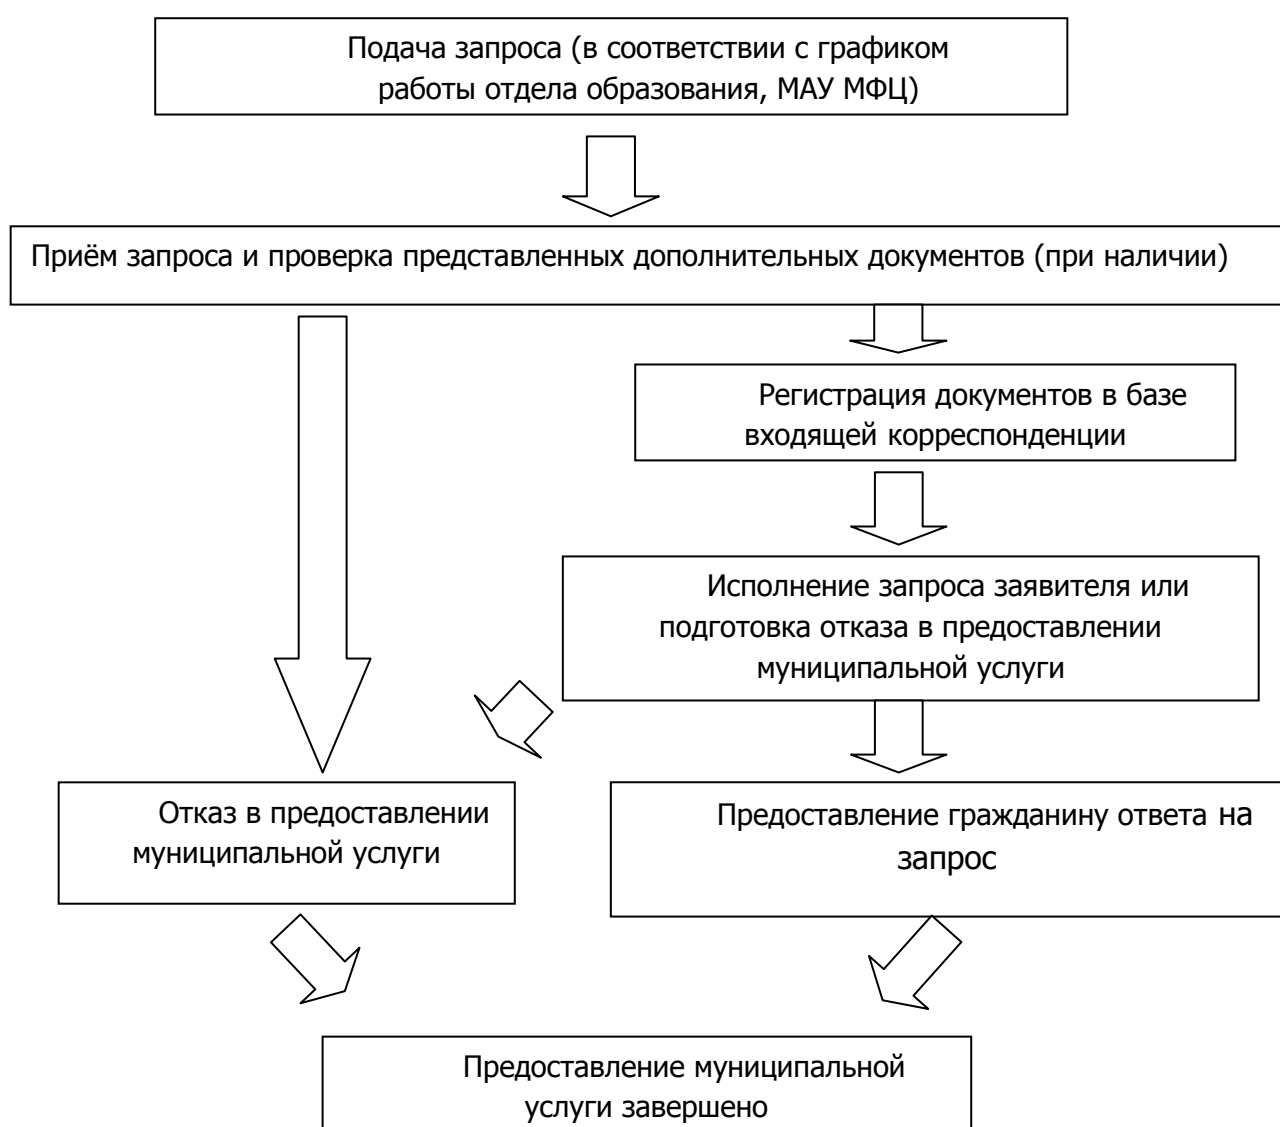 Подача запроса (в соответствии с графиком
работы отдела образования, МАУ МФЦ)
Приём запроса и проверка представленных дополнительных документов (при наличии)
Регистрация документов в базе
входящей корреспонденции
Исполнение запроса заявителя или
подготовка отказа в предоставлении
муниципальной услуги
Отказ в предоставлении
муниципальной услуги
Предоставление гражданину ответа на
запрос
Предоставление муниципальной
услуги завершено